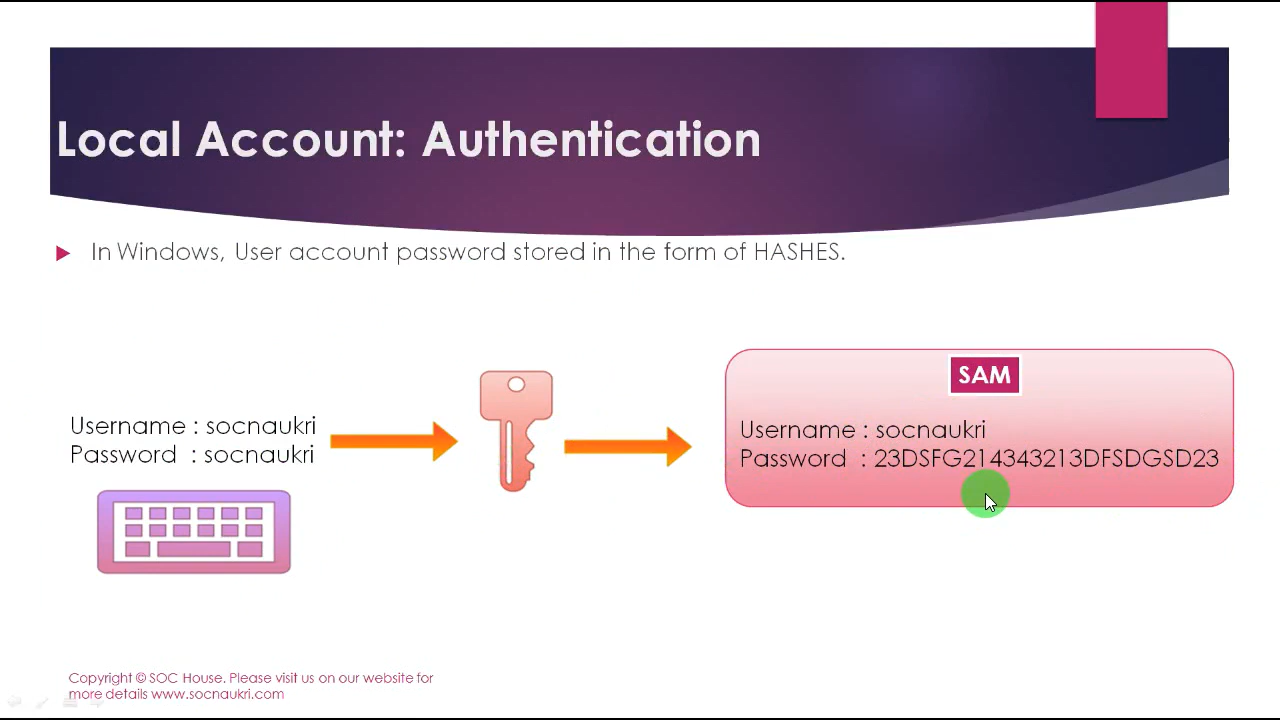 Local Account: Authentication
In Windows, User account password stored in the form of HASHES.
SAM
Username : socnaukri
Password : socnaukri
Username : socnaukri
Password : 23DSFG214343213DFSDGSD23
Copyright © SOC House. Please visit us on our website for
more details www.socnaukri.com